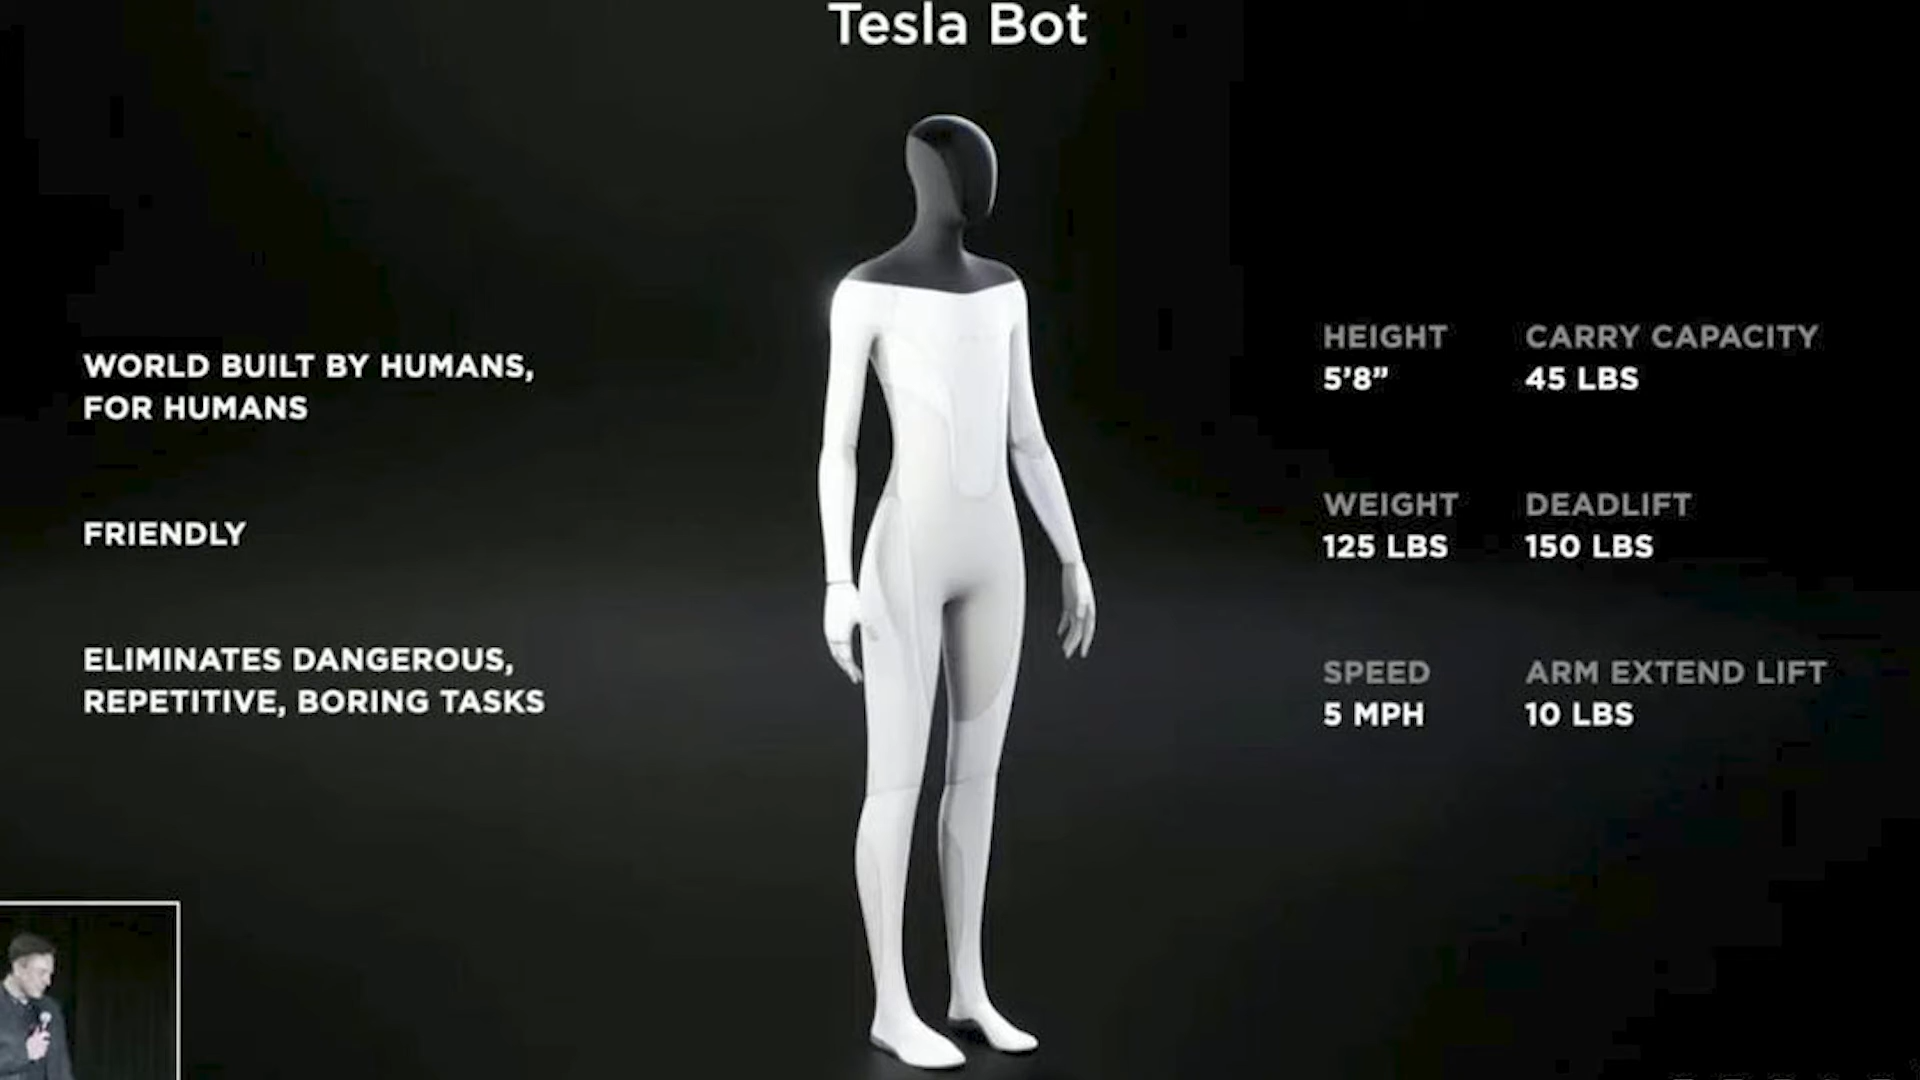 Tesla Bot
WORLD BUILT BY HUMANS,
FOR HUMANS
FRIENDLY
ELIMINATES DANGEROUS,
REPETITIVE, BORING TASKS
HEIGHT
5’8”
CARRY CAPACITY
45 LBS
WEIGHT
125 LBS
DEADLIFT
150 LBS
SPEED
5 MPH
ARM EXTEND LIFT
10 LBS